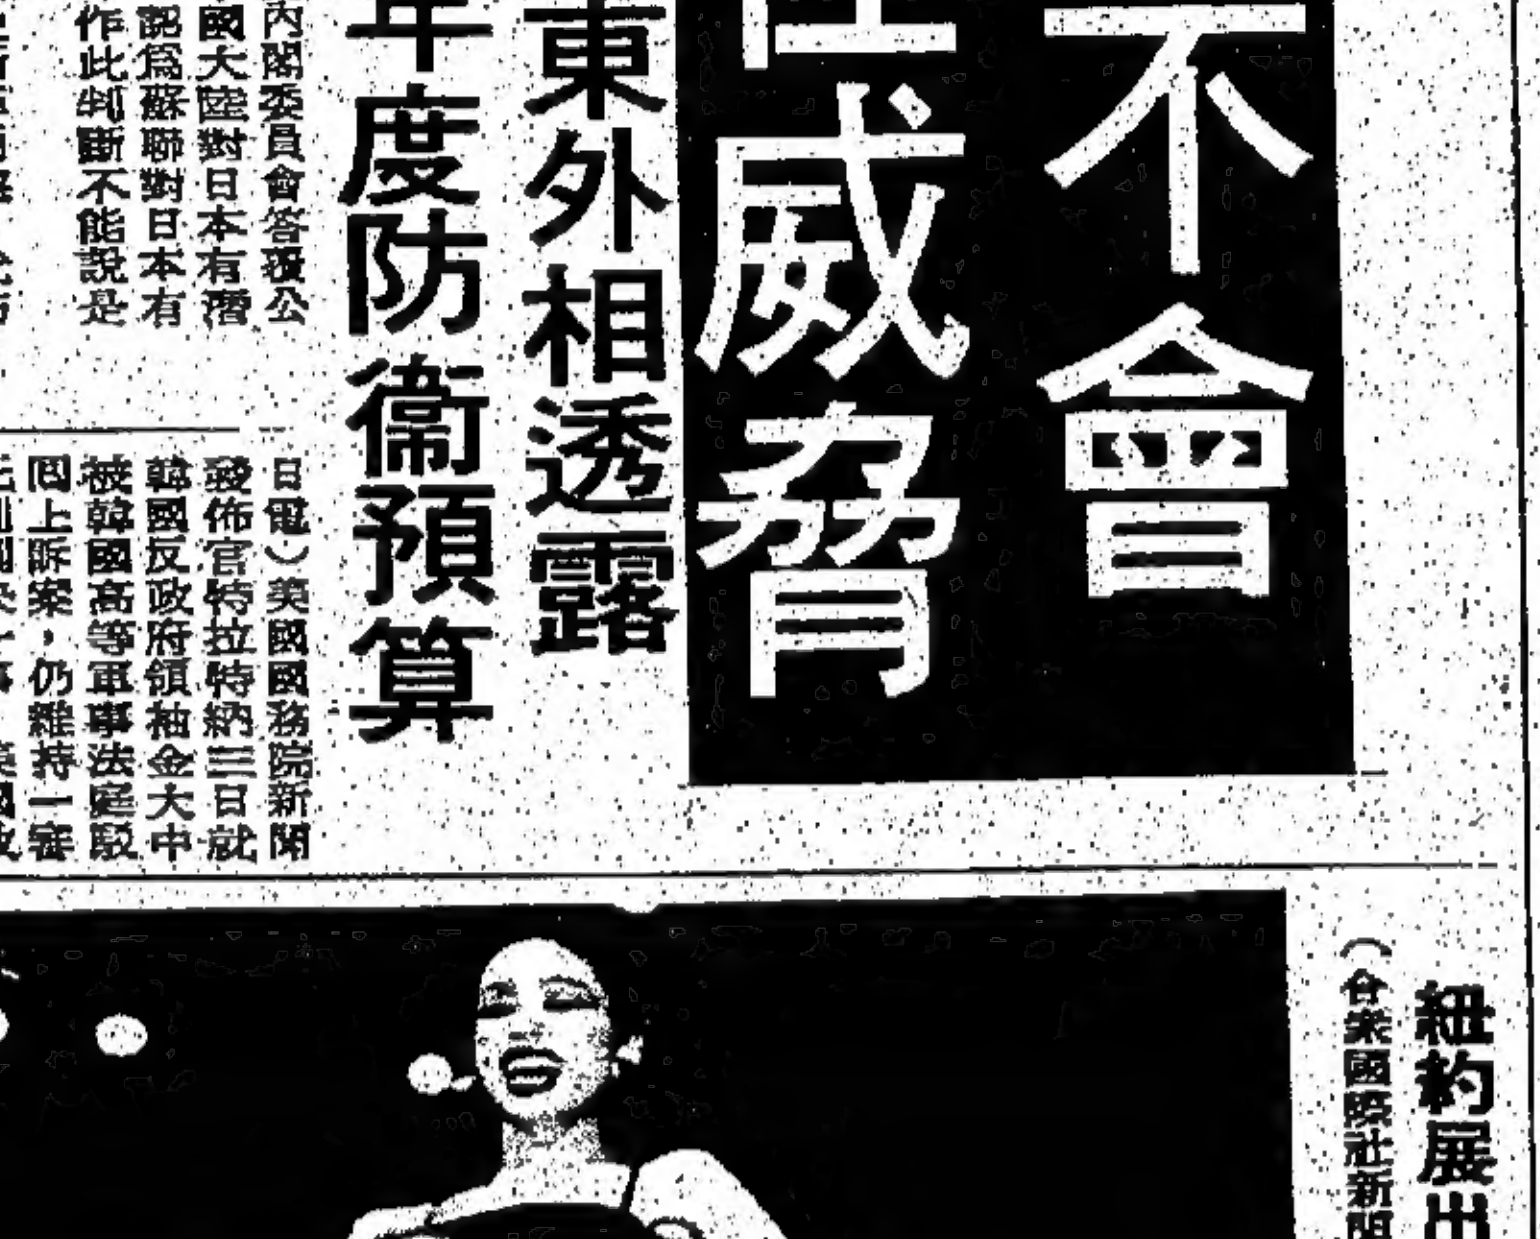 不會
威脅
東外相透露
年度防衞預算
內閣委員會答覆公
國大陸對日本有潛
認爲蘇聯對日本有
作此判斷不能說是
日電）美國國務院新聞
發佈官特拉特納三日就
韓國反政府領袖金大中
被韓國高等軍事法庭駁
回上訴案，仍維持一審
紐約展出
（合衆國際社新聞